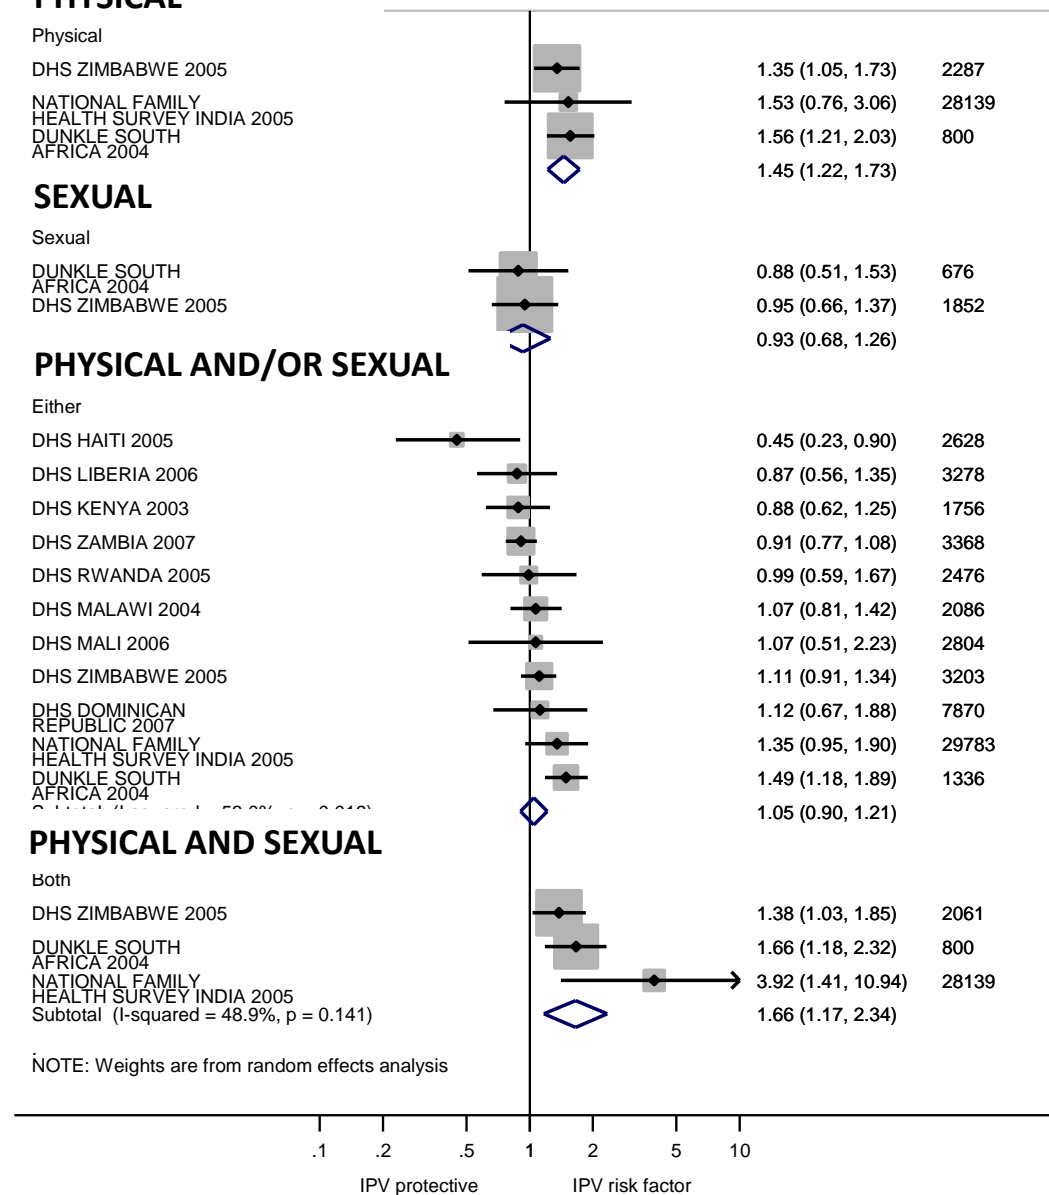 PHYSICAL
Physical
DHS ZIMBABWE 2005 1.35 (1.05, 1.73) 2287
NATIONAL FAMILY 1.53 (0.76, 3.06) 28139
HEALTH SURVEY INDIA 2005
DUNKLE SOUTH 1.56 (1.21, 2.03) 800
AFRICA 2004
1.45 (1.22, 1.73)
SEXUAL
Sexual
DUNKLE SOUTH 0.88 (0.51, 1.53) 676
AFRICA 2004
DHS ZIMBABWE 2005 0.95 (0.66, 1.37) 1852
0.93 (0.68, 1.26)
PHYSICAL AND/OR SEXUAL
Either
DHS HAITI 2005 0.45 (0.23, 0.90) 2628
DHS LIBERIA 2006 0.87 (0.56, 1.35) 3278
DHS KENYA 2003 0.88 (0.62, 1.25) 1756
DHS ZAMBIA 2007 0.91 (0.77, 1.08) 3368
DHS RWANDA 2005 0.99 (0.59, 1.67) 2476
DHS MALAWI 2004 1.07 (0.81, 1.42) 2086
DHS MALI 2006 1.07 (0.51, 2.23) 2804
DHS ZIMBABWE 2005 1.11 (0.91, 1.34) 3203
DHS DOMINICAN 1.12 (0.67, 1.88) 7870
REPUBLIC 2007
NATIONAL FAMILY 1.35 (0.95, 1.90) 29783
HEALTH SURVEY INDIA 2005
DUNKLE SOUTH 1.49 (1.18, 1.89) 1336
AFRICA 2004
1.05 (0.90, 1.21)
PHYSICAL AND SEXUAL
Both
DHS ZIMBABWE 2005 1.38 (1.03, 1.85) 2061
DUNKLE SOUTH 1.66 (1.18, 2.32) 800
AFRICA 2004
NATIONAL FAMILY 3.92 (1.41, 10.94) 28139
HEALTH SURVEY INDIA 2005
Subtotal (I-squared = 48.9%, p = 0.141) 1.66 (1.17, 2.34)
.
NOTE: Weights are from random effects analysis
.1 .2 .5 1 2 5 10
IPV protective IPV risk factor